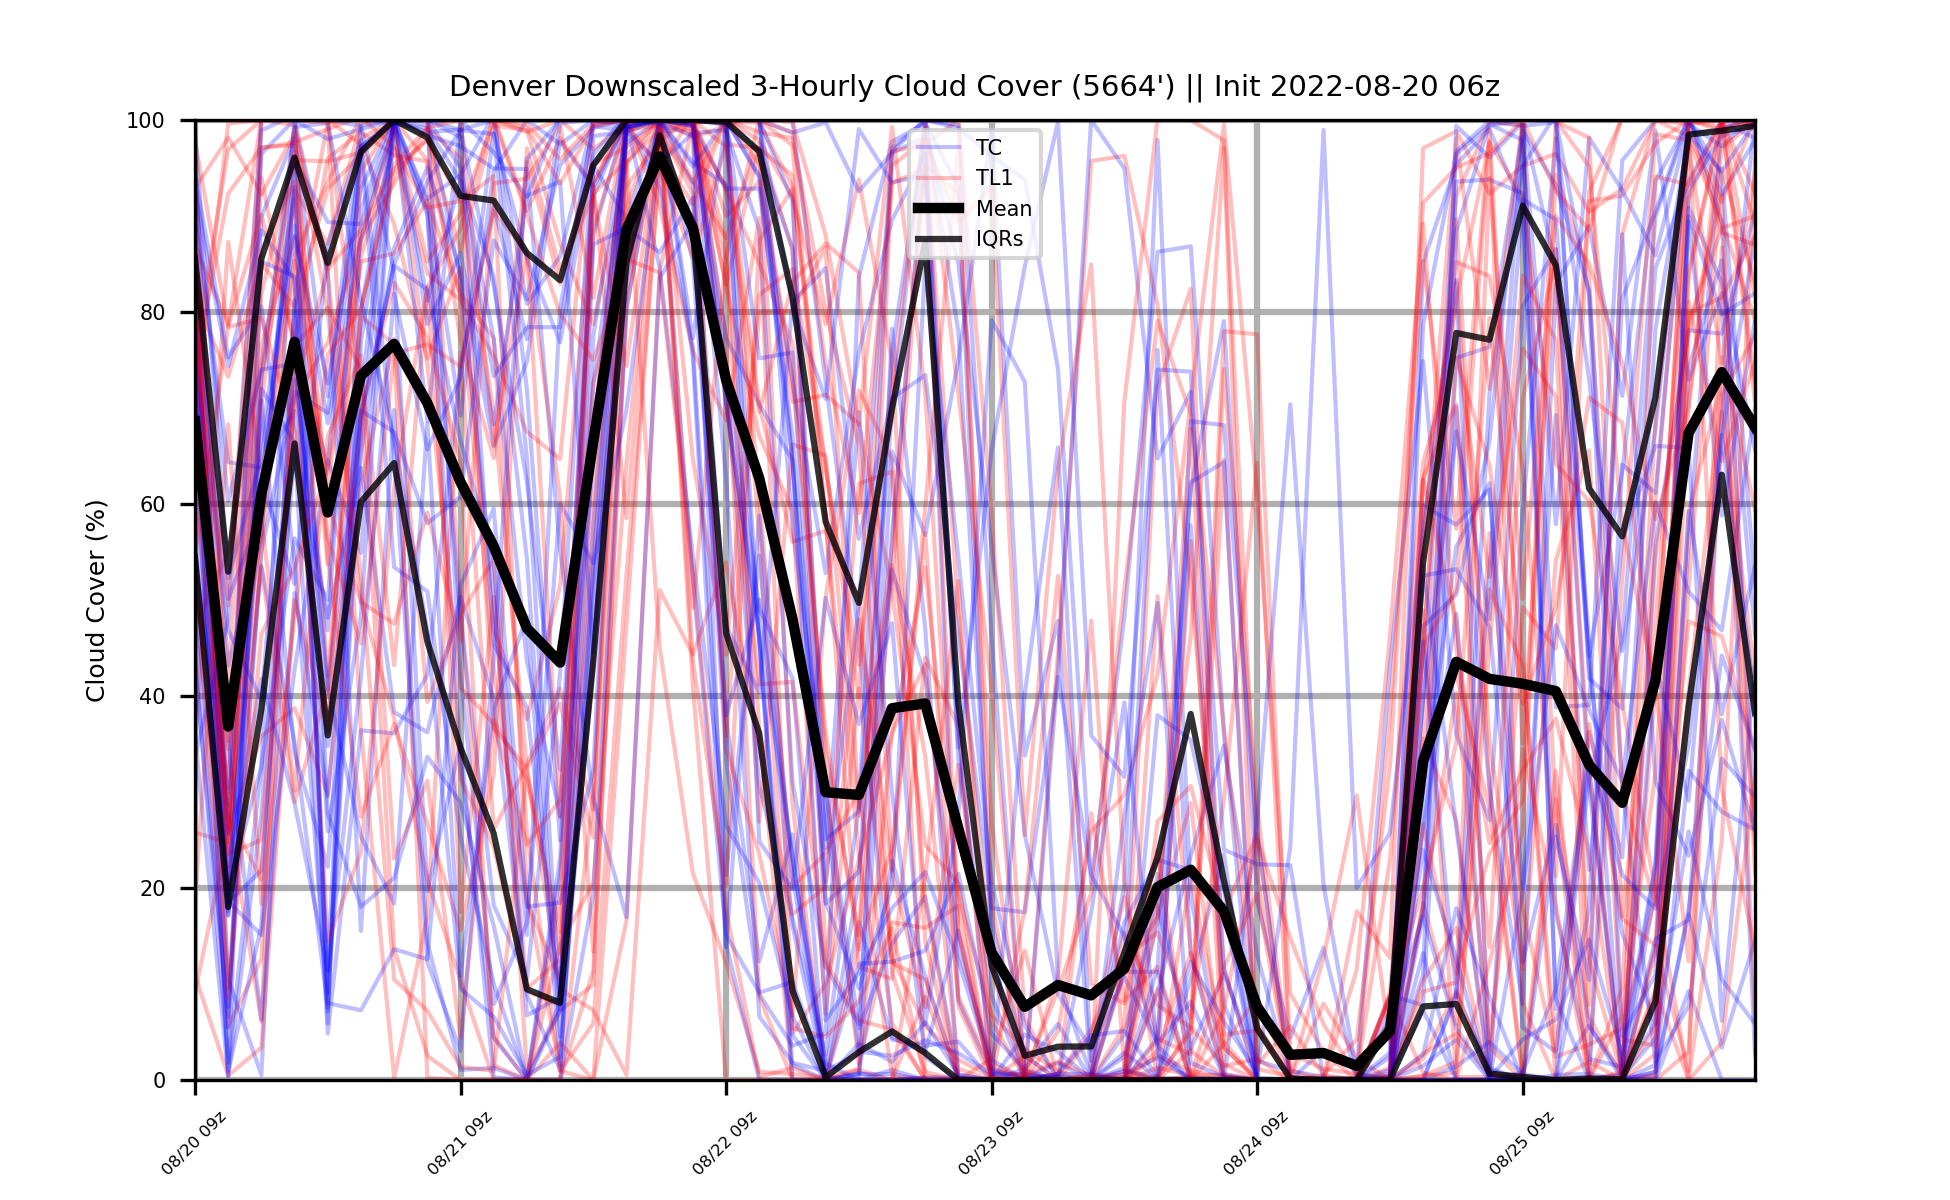 Denver Downscaled 3-Hourly Cloud Cover (5664') || Init 2022-08-20 06z
TC
TL1
Mean
IQRs
Cloud Cover (%)
100
80
60
40
20
0
08/20 09z
08/21 09z
08/22 09z
08/23 09z
08/24 09z
08/25 09z